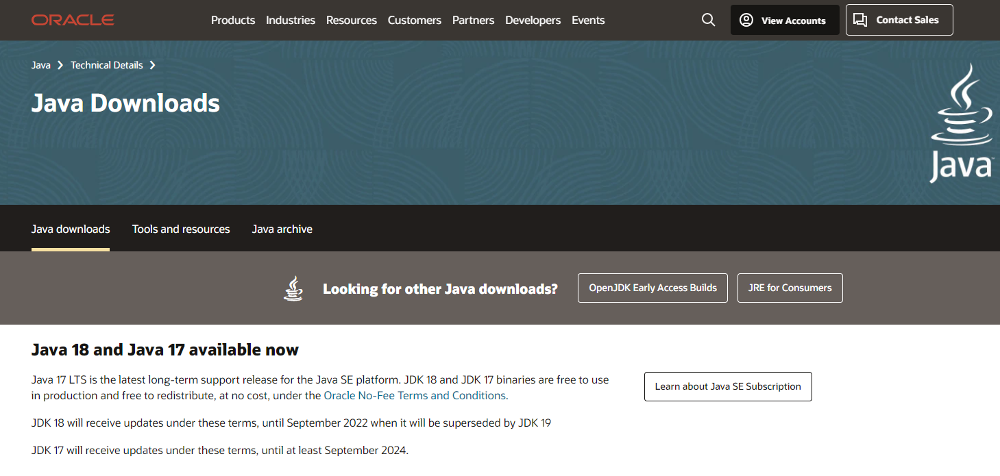 ORACLE
Products Industries Resources Customers Partners Developers Events
View Accounts
Contact Sales
Java Technical Details
Java Downloads
Java™
Java downloads Tools and resources Java archive
Looking for other Java downloads?
OpenJDK Early Access Builds
JRE for Consumers
Java 18 and Java 17 available now
Java 17 LTS is the latest long-term support release for the Java SE platform. JDK 18 and JDK 17 binaries are free to use
in production and free to redistribute, at no cost, under the Oracle No-Fee Terms and Conditions.
Learn about Java SE Subscription
JDK 18 will receive updates under these terms, until September 2022 when it will be superseded by JDK 19
JDK 17 will receive updates under these terms, until at least September 2024.